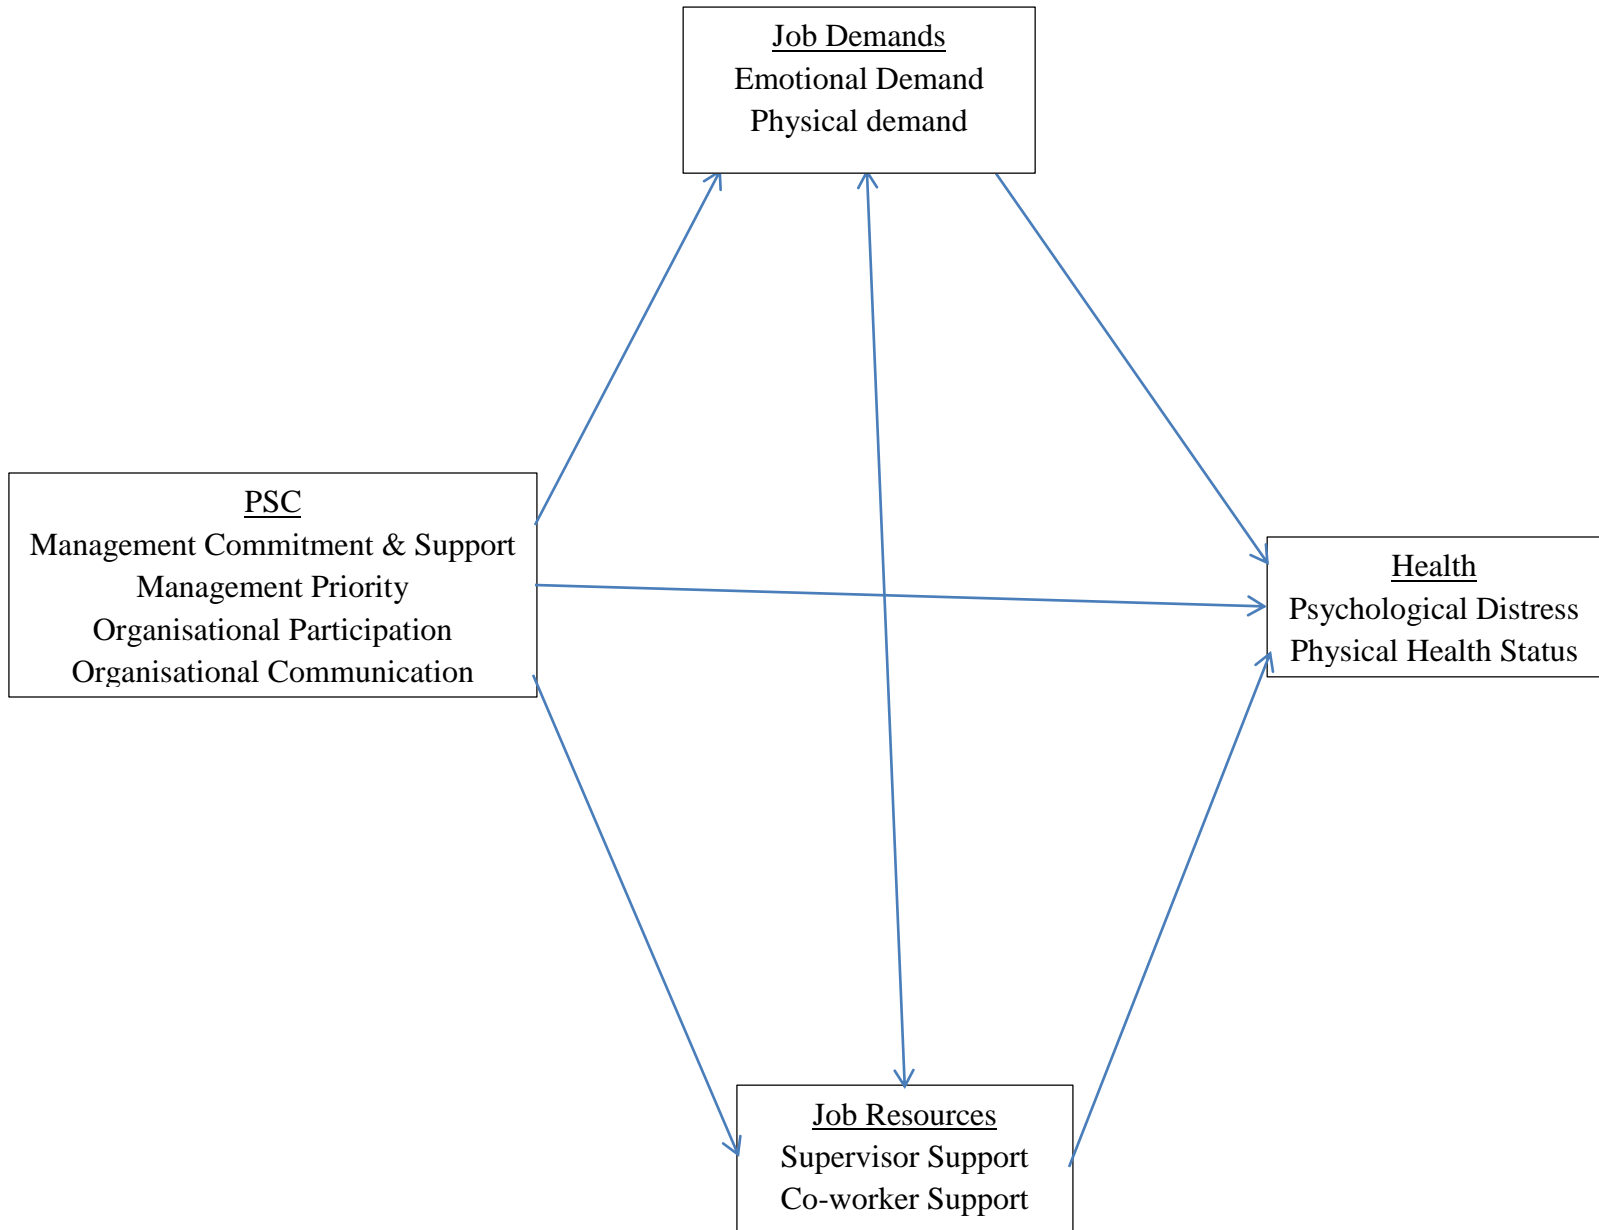 Job Demands
Emotional Demand
Physical demand
PSC
Management Commitment & Support
Management Priority
Organisational Participation
Organisational Communication
Health
Psychological Distress
Physical Health Status
Job Resources
Supervisor Support
Co-worker Support